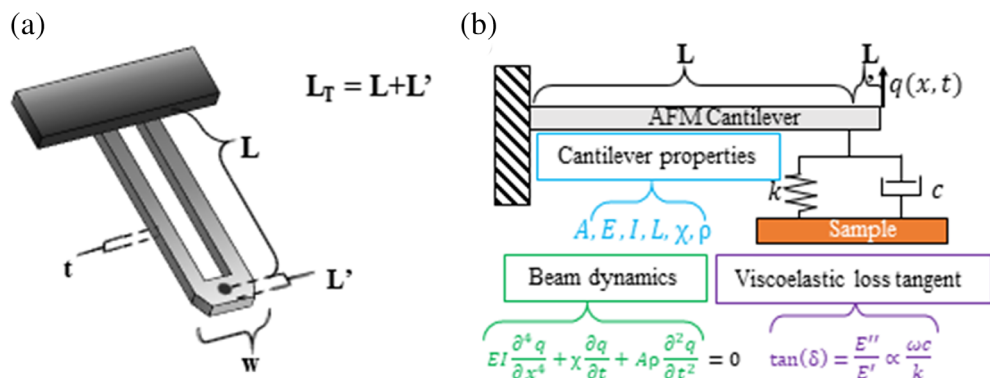 (a)
L_T = L+L'
L
t
L'
w
(b)
L
L'
q(x, t)
AFM Cantilever
Cantilever properties
k
c
A, E, I, L, χ, ρ
Sample
Beam dynamics
Viscoelastic loss tangent
EI ∂⁴q/∂x⁴ + χ ∂q/∂t + Aρ ∂²q/∂t² = 0
tan(δ) = E''/E' ∝ ωc/k